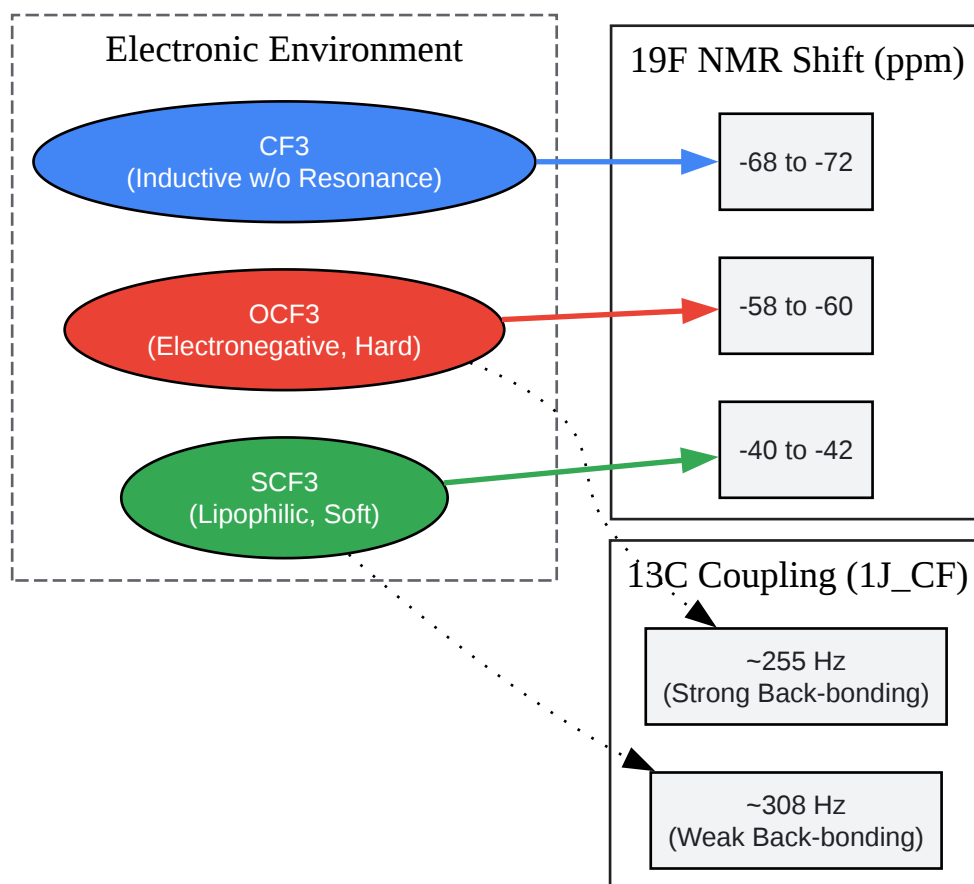 Electronic Environment
CF3
(Inductive w/o Resonance)
OCF3
(Electronegative, Hard)
SCF3
(Lipophilic, Soft)
19F NMR Shift (ppm)
-68 to -72
-58 to -60
-40 to -42
13C Coupling (1J_CF)
~255 Hz
(Strong Back-bonding)
~308 Hz
(Weak Back-bonding)